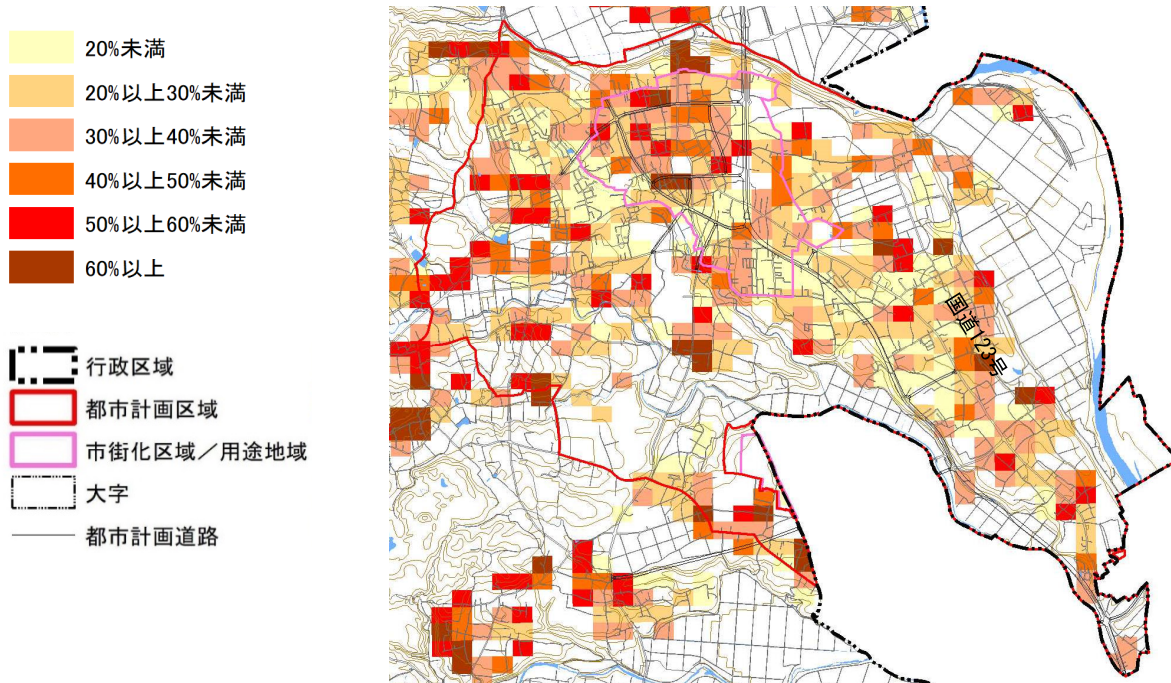 20%未満
20%以上30%未満
30%以上40%未満
40%以上50%未満
50%以上60%未満
60%以上
行政区域
都市計画区域
市街化区域/用途地域
大字
都市計画道路
国道123号